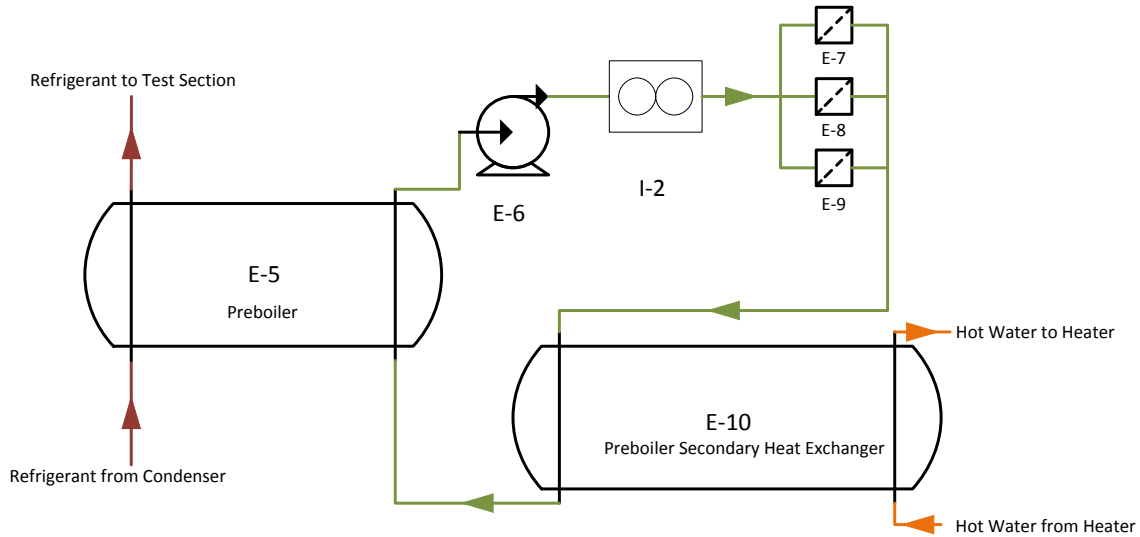 E-7
Refrigerant to Test Section
E-8
I-2
E-9
E-6
E-5
Preboiler
Hot Water to Heater
E-10
Preboiler Secondary Heat Exchanger
Refrigerant from Condenser
Hot Water from Heater